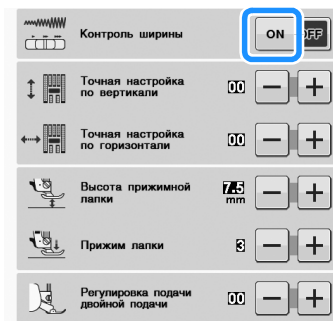 Контроль ширины ON OFF
Точная настройка
по вертикали 00
Точная настройка
по горизонтали 00
Высота прижимной
лапки 7.5
mm
Прижим лапки 3
Регулировка подачи
двойной подачи 00